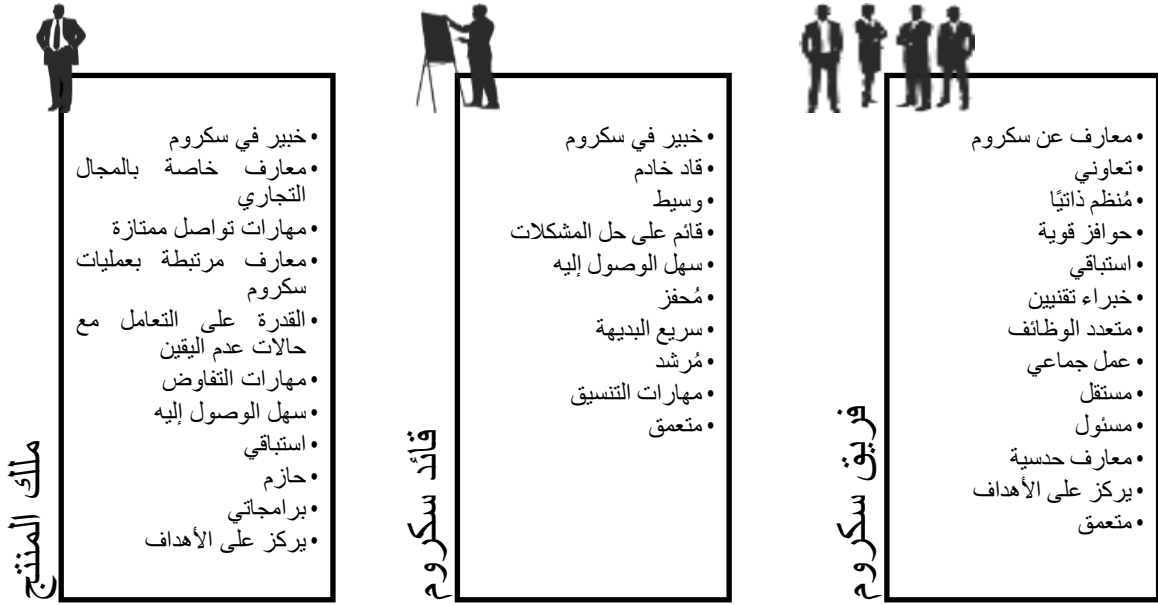 فريق سكروم
• معارف عن سكروم
• تعاوني
• مُنظم ذاتيًا
• حوافز قوية
• استباقي
• خبراء تقنيين
• متعدد الوظائف
• عمل جماعي
• مستقل
• مسئول
• معارف حدسية
• يركز على الأهداف
• متعمق
قائد سكروم
• خبير في سكروم
• قاد خادم
• وسيط
• قائم على حل المشكلات
• سهل الوصول إليه
• مُحفز
• سريع البديهة
• مُرشد
• مهارات التنسيق
• متعمق
ملك المنتج
• خبير في سكروم
• معارف خاصة بالمجال
التجاري
• مهارات تواصل ممتازة
• معارف مرتبطة بعمليات
سكروم
• القدرة على التعامل مع
حالات عدم اليقين
• مهارات التفاوض
• سهل الوصول إليه
• استباقي
• حازم
• براجماتي
• يركز على الأهداف